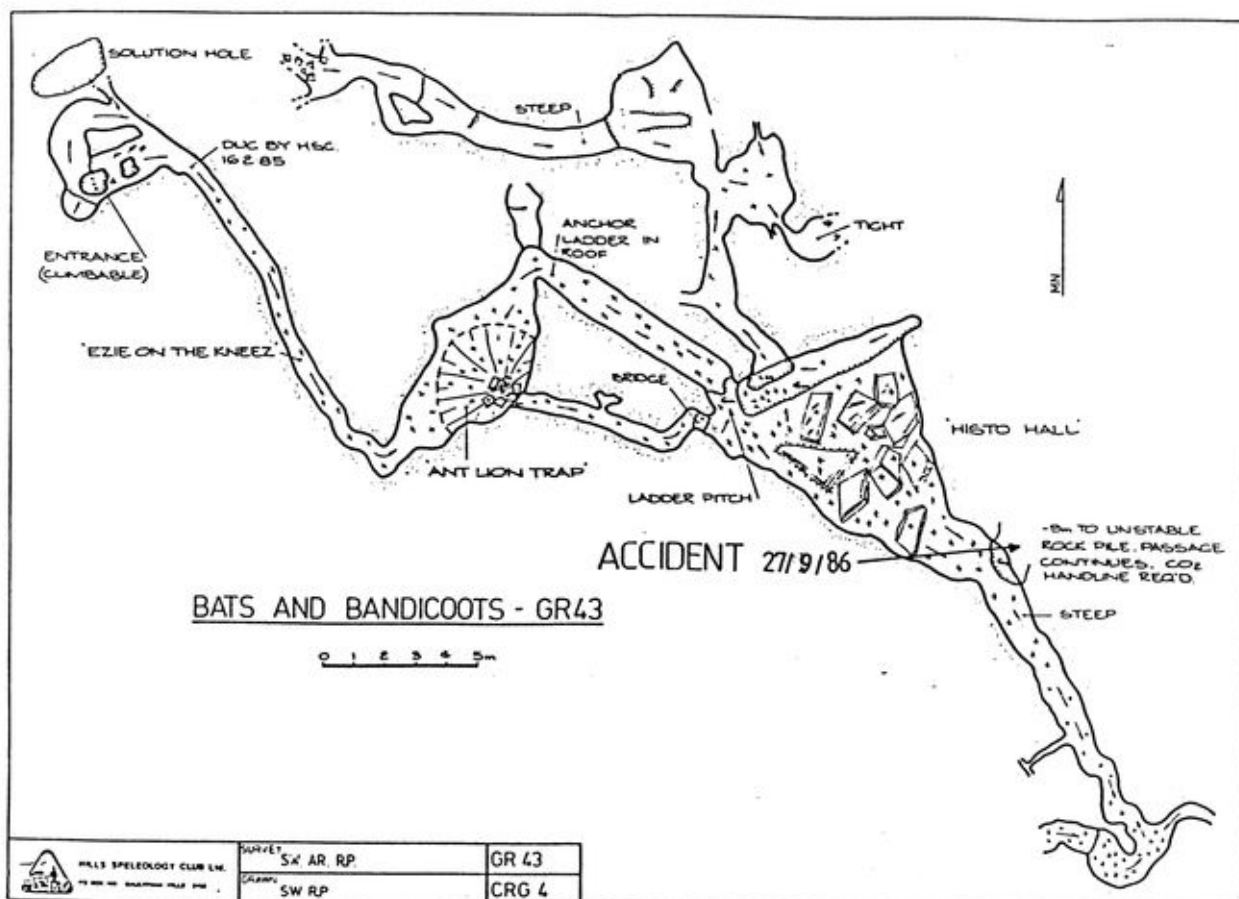 SOLUTION HOLE
STEEP
DUG BY H.S.C.
16 2 85
ENTRANCE
(CLIMBABLE)
ANCHOR
LADDER IN
ROOF
TIGHT
MN
'EZIE ON THE KNEEZ'
BRIDGE
'HISTO HALL'
'ANT LION TRAP'
LADDER PITCH
ACCIDENT 27/9/86
-8m TO UNSTABLE
ROCK PILE. PASSAGE
CONTINUES. CO2
HANDLINE REQ'D.
STEEP
BATS AND BANDICOOTS - GR43
0 1 2 3 4 5m
HILLS SPELEOLOGY CLUB
SURVEY
SW AR. RP.
GR 43
DRAWN
SW RP
CRG 4